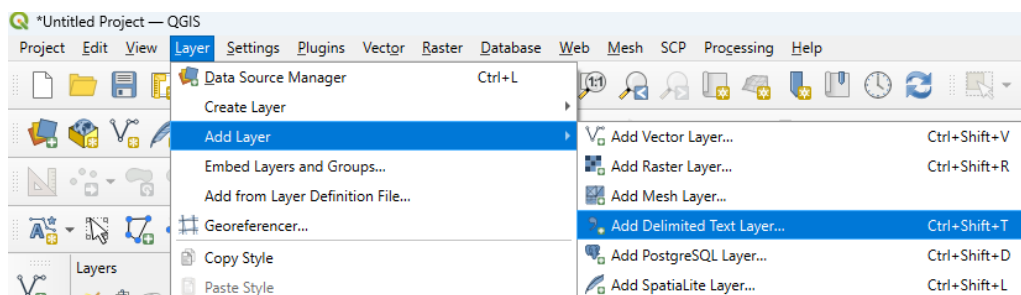 *Untitled Project — QGIS
Project Edit View Layer Settings Plugins Vector Raster Database Web Mesh SCP Processing Help
Data Source Manager Ctrl+L
1:1
Create Layer
Add Layer
Add Vector Layer... Ctrl+Shift+V
Embed Layers and Groups...
Add Raster Layer... Ctrl+Shift+R
Add from Layer Definition File...
Add Mesh Layer...
Georeferencer...
Add Delimited Text Layer... Ctrl+Shift+T
Copy Style
Add PostgreSQL Layer... Ctrl+Shift+D
Layers
Paste Style
Add SpatiaLite Layer... Ctrl+Shift+L